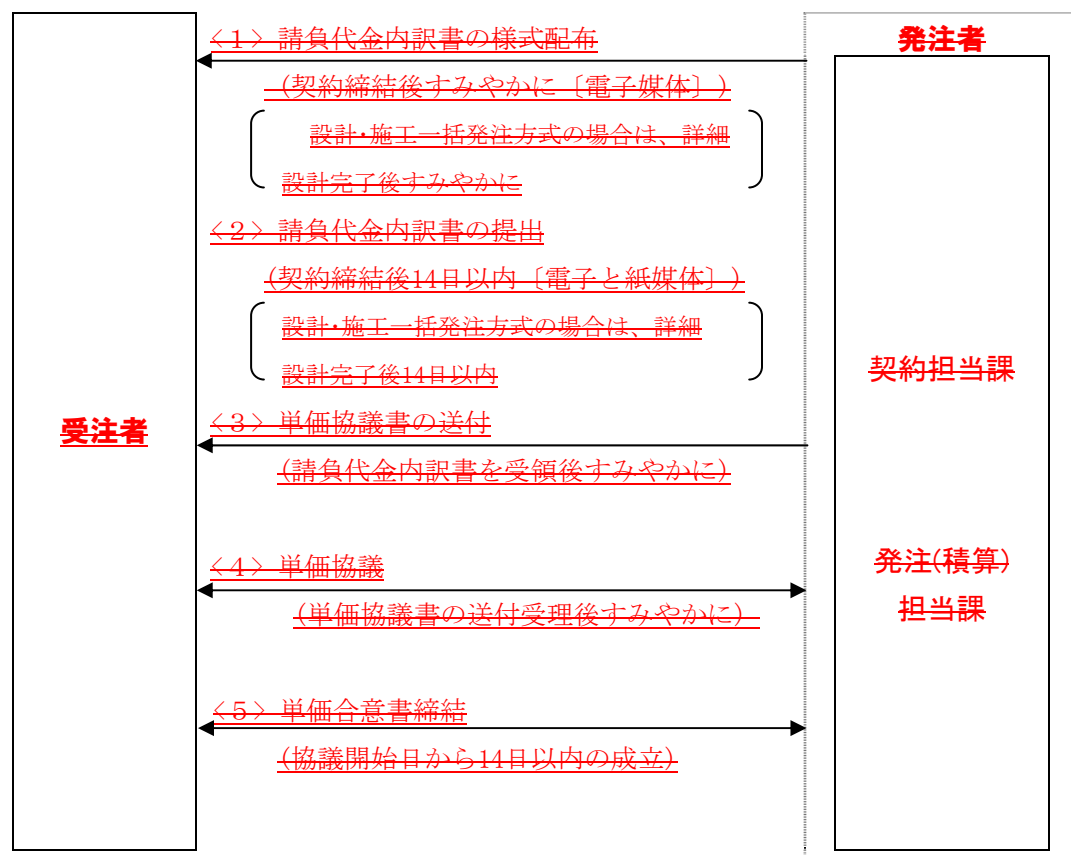 〈１〉請負代金内訳書の様式配布
発注者
（契約締結後すみやかに〔電子媒体〕）
設計・施工一括発注方式の場合は、詳細
設計完了後すみやかに
〈２〉請負代金内訳書の提出
（契約締結後14日以内〔電子と紙媒体〕）
設計・施工一括発注方式の場合は、詳細
設計完了後14日以内
契約担当課
受注者
〈３〉単価協議書の送付
（請負代金内訳書を受領後すみやかに）
〈４〉単価協議
（単価協議書の送付受理後すみやかに）
発注(積算)
担当課
〈５〉単価合意書締結
（協議開始日から14日以内の成立）